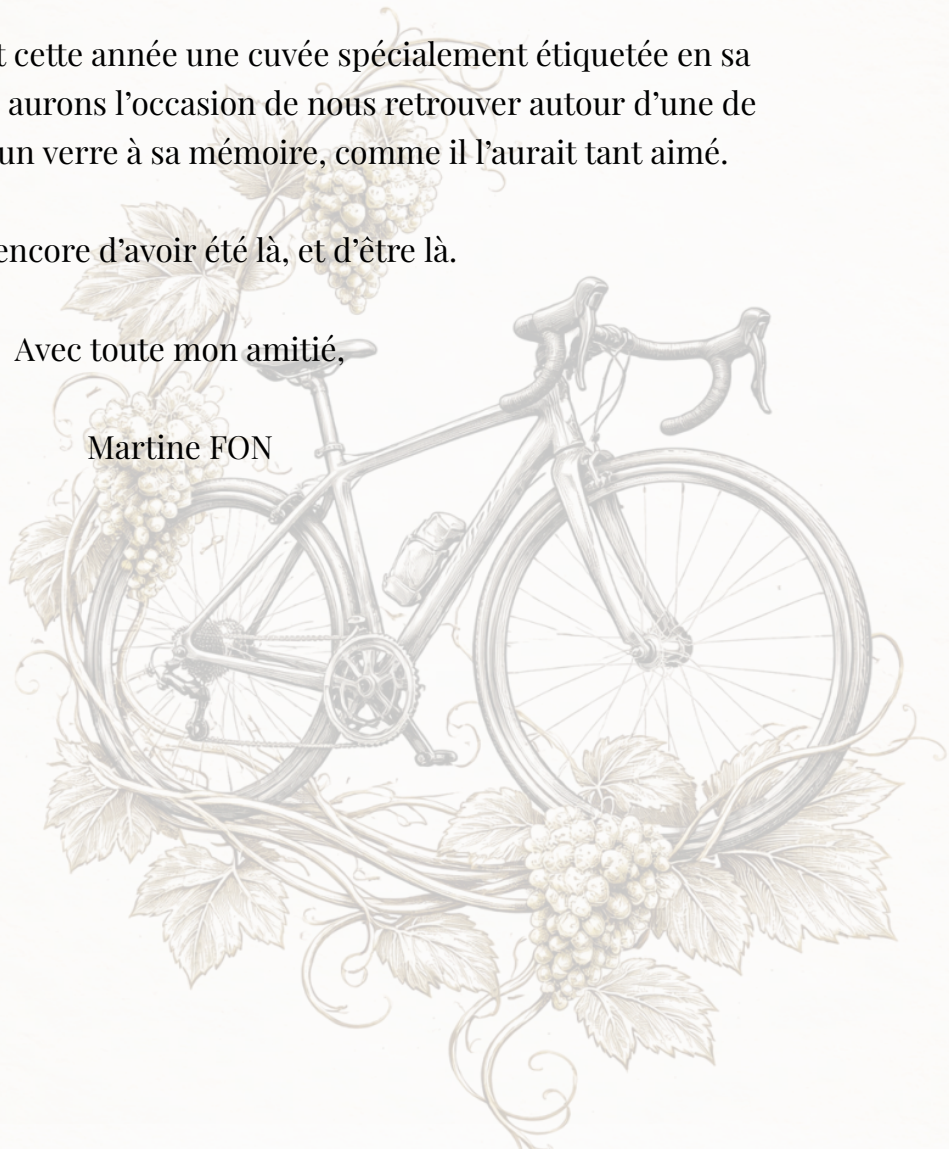 cette année une cuvée spécialement étiquetée en sa
aurons l’occasion de nous retrouver autour d’une de
un verre à sa mémoire, comme il l’aurait tant aimé.
encore d’avoir été là, et d’être là.
Avec toute mon amitié,
Martine FON